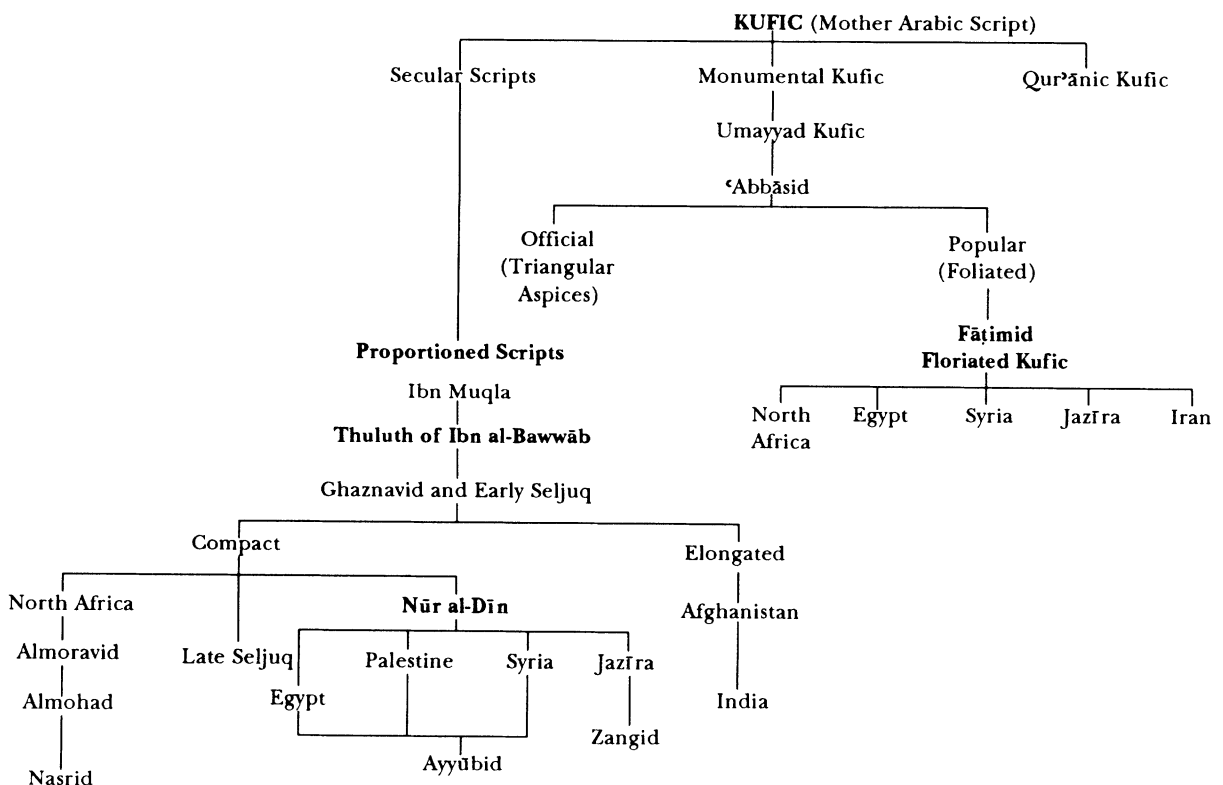 KUFIC (Mother Arabic Script)
Secular Scripts
Monumental Kufic
Qurʾānic Kufic
Umayyad Kufic
ʿAbbāsid
Official
(Triangular
Aspices)
Popular
(Foliated)
Fāṭimid
Floriated Kufic
North
Africa
Egypt
Syria
Jazīra
Iran
Proportioned Scripts
Ibn Muqla
Thuluth of Ibn al-Bawwāb
Ghaznavid and Early Seljuq
Compact
Elongated
North Africa
Nūr al-Dīn
Afghanistan
Almoravid
Late Seljuq
Palestine
Syria
Jazīra
Almohad
Egypt
India
Zangid
Ayyūbid
Nasrid